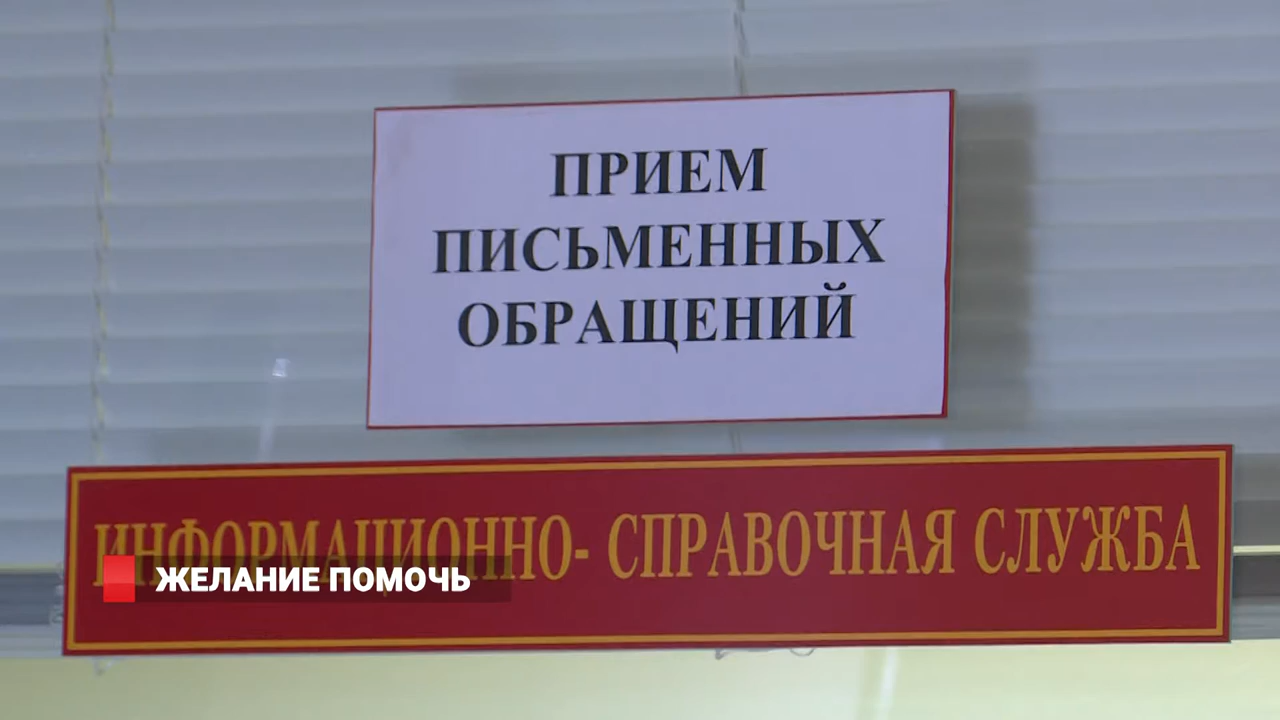 ПРИЕМ
ПИСЬМЕННЫХ
ОБРАЩЕНИЙ
ИНФОРМАЦИОННО- СПРАВОЧНАЯ СЛУЖБА
ЖЕЛАНИЕ ПОМОЧЬ